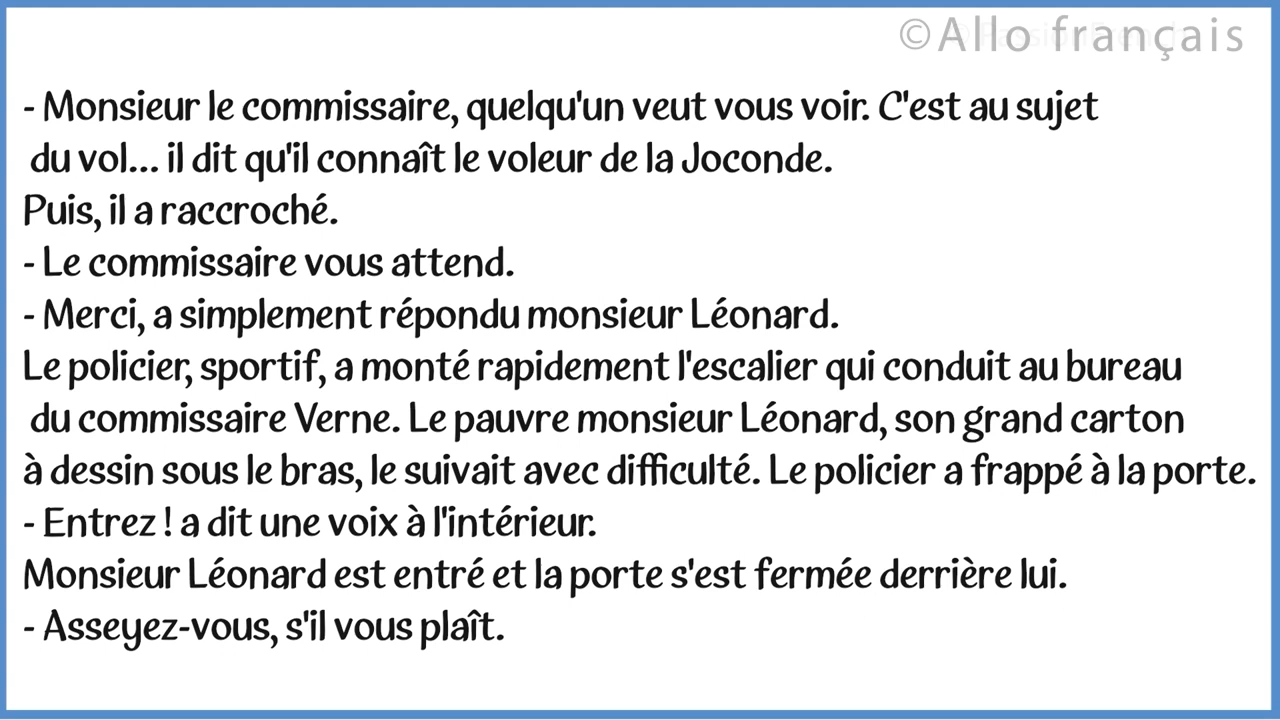 ©Allo français
- Monsieur le commissaire, quelqu'un veut vous voir. C'est au sujet
du vol... il dit qu'il connaît le voleur de la Joconde.
Puis, il a raccroché.
- Le commissaire vous attend.
- Merci, a simplement répondu monsieur Léonard.
Le policier, sportif, a monté rapidement l'escalier qui conduit au bureau
du commissaire Verne. Le pauvre monsieur Léonard, son grand carton
à dessin sous le bras, le suivait avec difficulté. Le policier a frappé à la porte.
- Entrez ! a dit une voix à l'intérieur.
Monsieur Léonard est entré et la porte s'est fermée derrière lui.
- Asseyez-vous, s'il vous plaît.